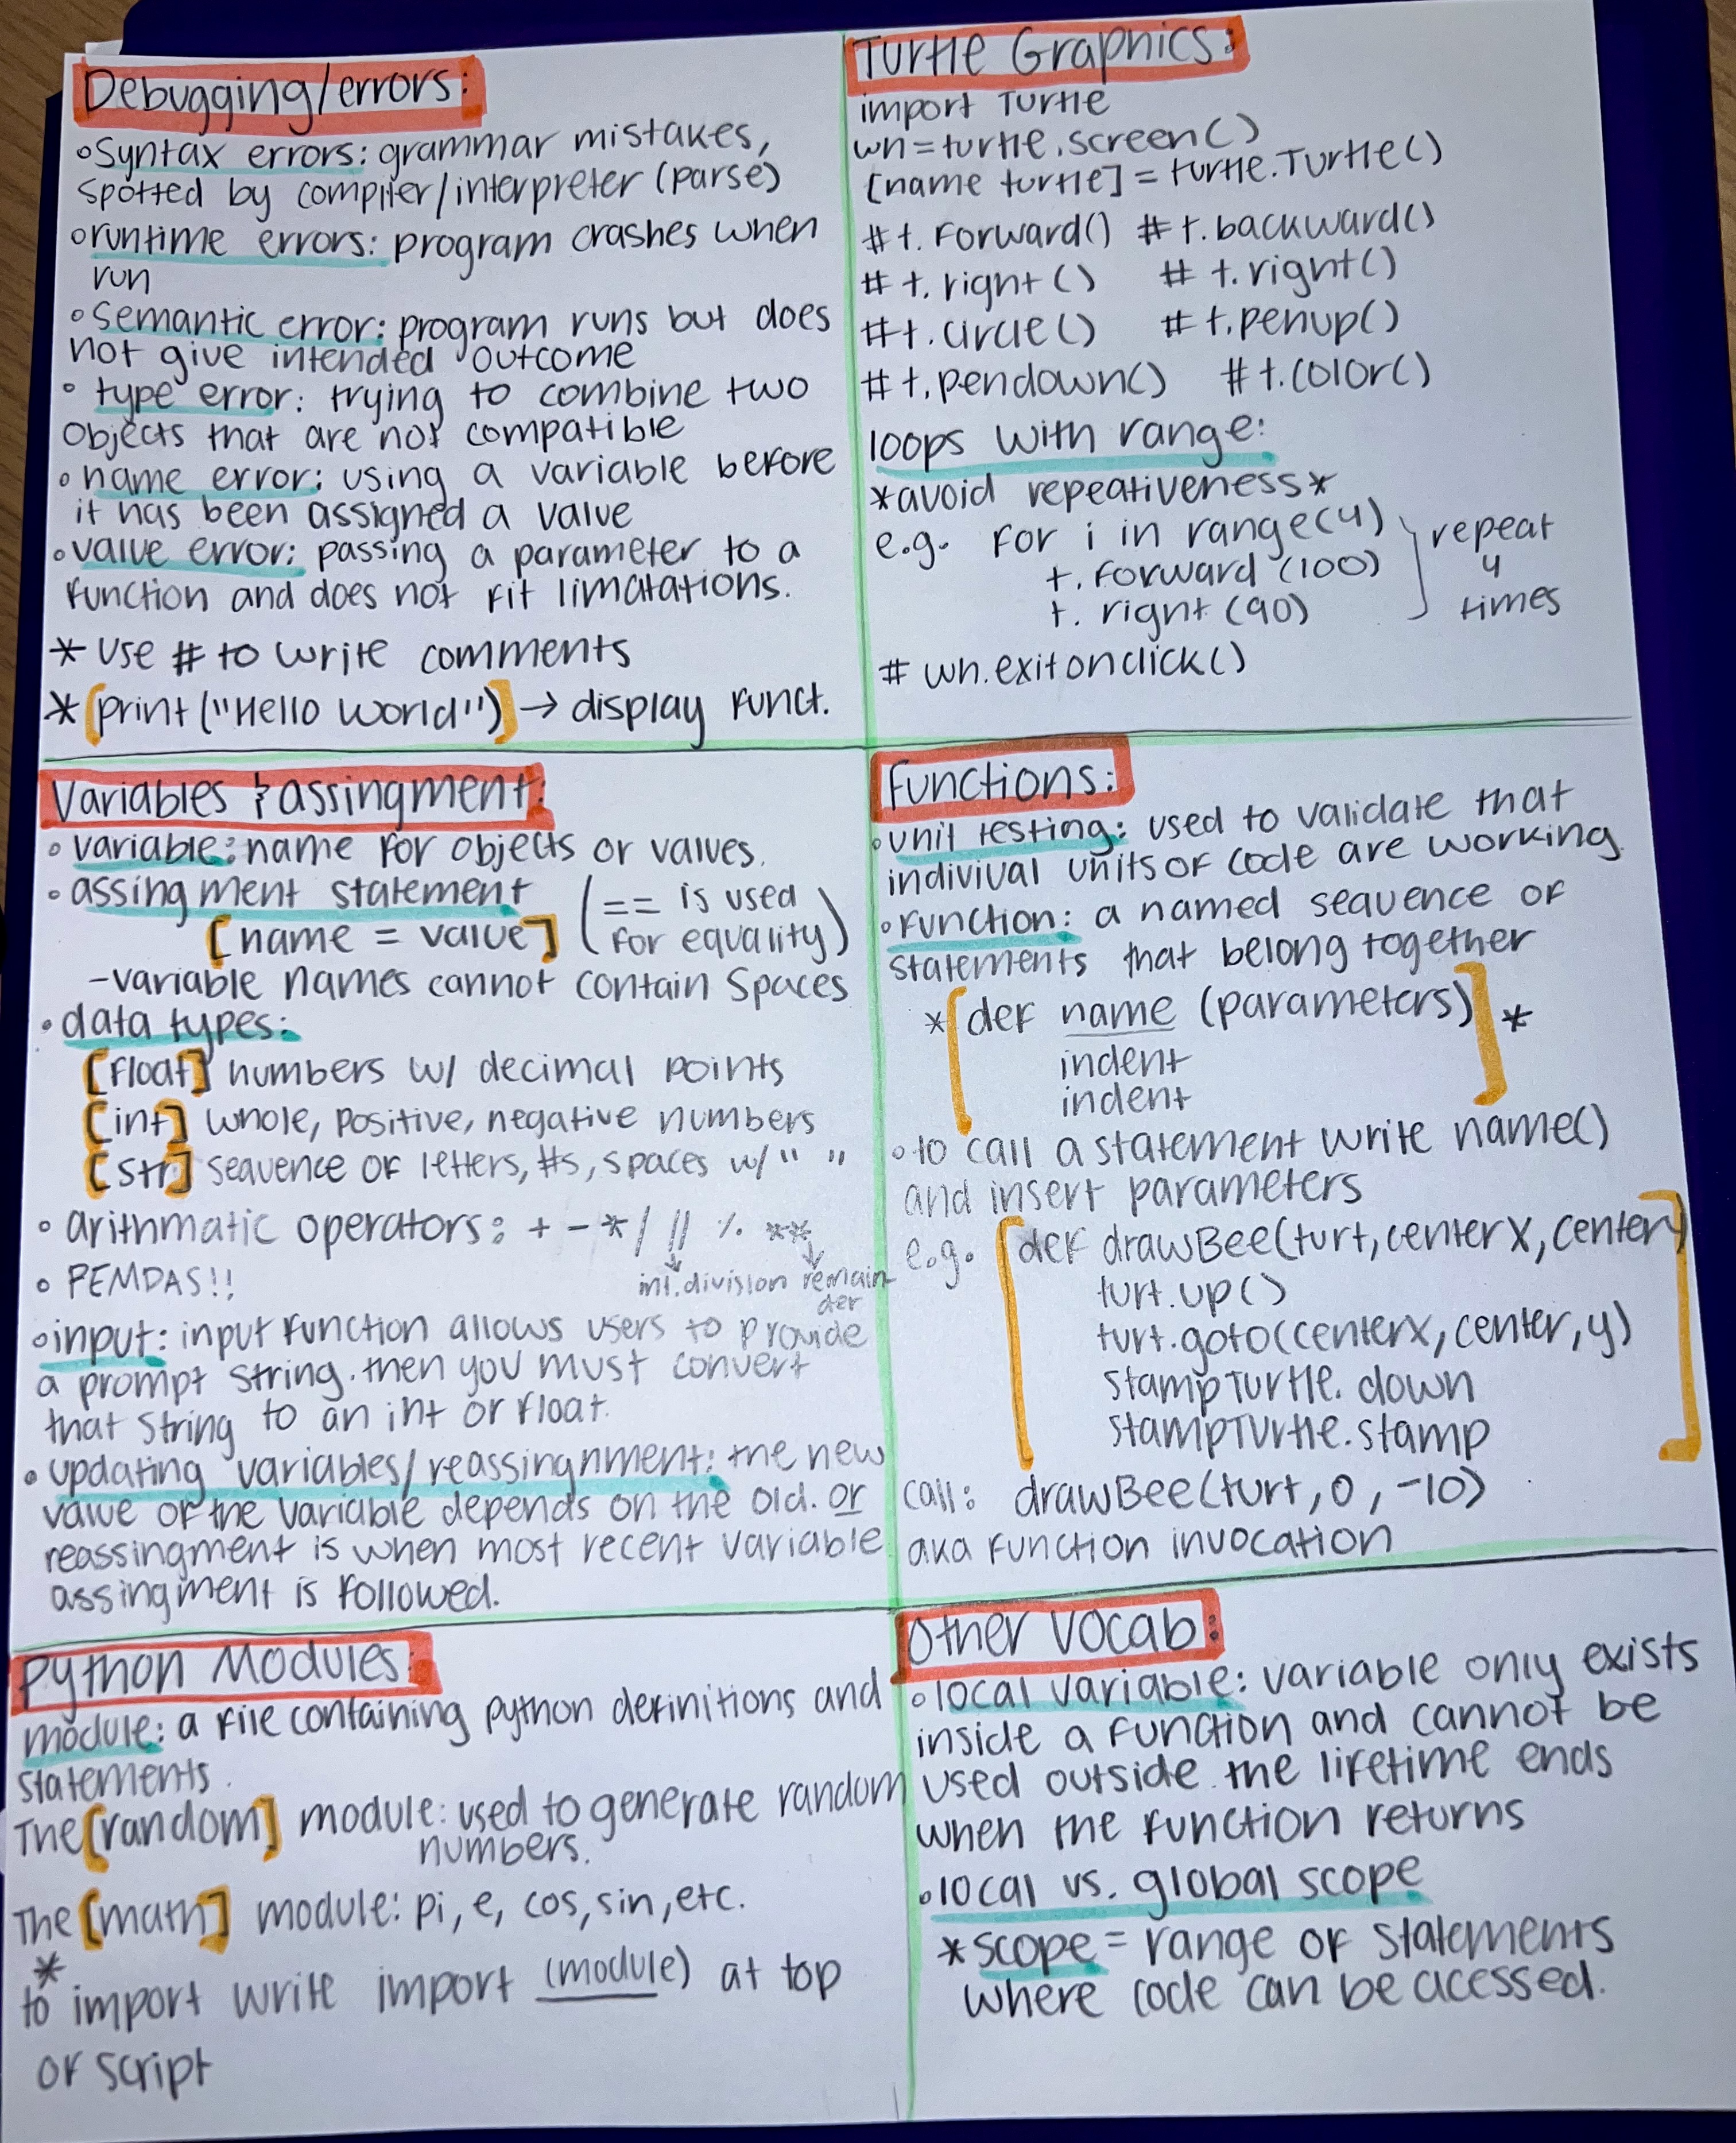 Debugging/errors:
•syntax errors: grammar mistakes,
spotted by compiler/interpreter (parse)
•runtime errors: program crashes when
run
•semantic error: program runs but does
not give intended outcome
• type error: trying to combine two
objects that are not compatible
• name error: using a variable before
it has been assigned a value
•value error: passing a parameter to a
function and does not fit limatations.
* use # to write comments
* [print("Hello World")] → display funct.
Turtle Graphics:
import Turtle
wn=turtle.screen()
[name turtle] = turtle.Turtle()
# t. forward() # t.backward()
# t. right () # t. right()
#t.circle() # t.penup()
# t.pendown() # t.color()
loops with range:
*avoid repeativeness*
e.g. for i in range(4)
t. forward (100)
t. right (90)
repeat
4
times
# wn.exitonclick()
Variables & assingment:
• variable: name for objects or values.
• assingment statement
[name = value]
(== is used
for equality)
-variable names cannot contain spaces
• data types:
[float] numbers w/ decimal points
[int] whole, positive, negative numbers
[str] sequence of letters, #s, spaces w/ " "
• arithmatic operators: + - * / // % **
int.division remain
der
• PEMDAS!!
•input: input function allows users to provide
a prompt string. then you must convert
that string to an int or float.
• updating variables/reassingnment: the new
value of the variable depends on the old. or
reassingment is when most recent variable
assingment is followed.
Functions:
•unit testing: used to validate that
indivival units of code are working.
•function: a named sequence of
statements that belong together
*[def name (parameters)] *
indent
indent
• to call a statement write name()
and insert parameters
e.g. [def drawBee(turt, centerx, centery
turt.up()
turt.goto(centerx, center, y)
stampTurtle. down
stampTurtle.stamp]
call: drawBee(turt, 0, -10)
aka function invocation
Python Modules:
module: a file containing python definitions and
statements.
The [random] module: used to generate random
numbers.
The [math] module: pi, e, cos, sin, etc.
*
to import write import (module) at top
of script
Other vocab:
•local variable: variable only exists
inside a function and cannot be
used outside. the lifetime ends
when the function returns
•local vs. global scope
*scope = range of statements
where code can be acessed.